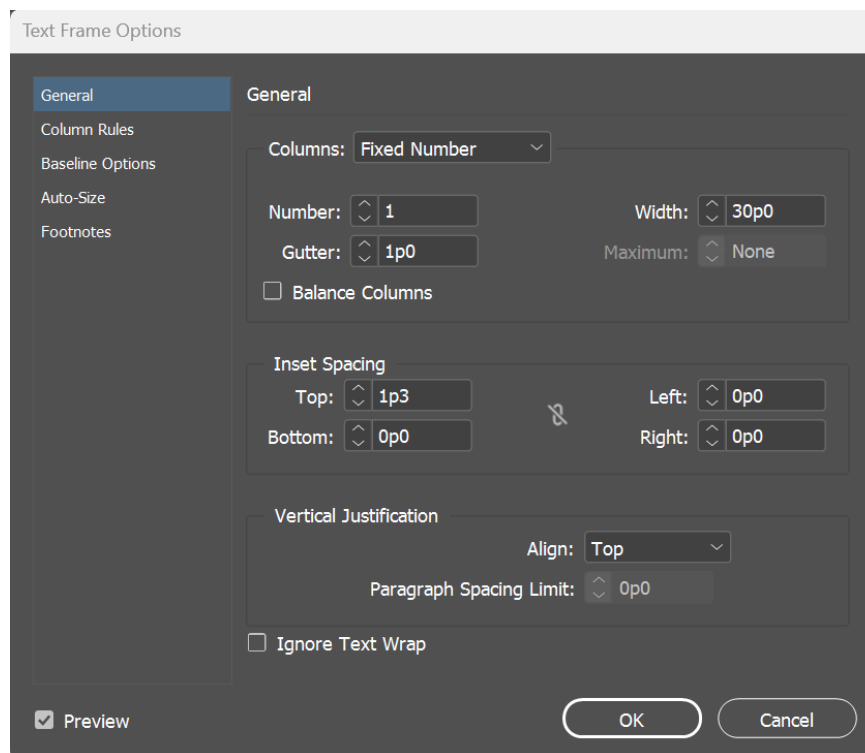 Text Frame Options
General
Column Rules
Baseline Options
Auto-Size
Footnotes
General
Columns: Fixed Number
Number: 1 Width: 30p0
Gutter: 1p0 Maximum: None
Balance Columns
Inset Spacing
Top: 1p3 Left: 0p0
Bottom: 0p0 Right: 0p0
Vertical Justification
Align: Top
Paragraph Spacing Limit: 0p0
Ignore Text Wrap
Preview OK Cancel